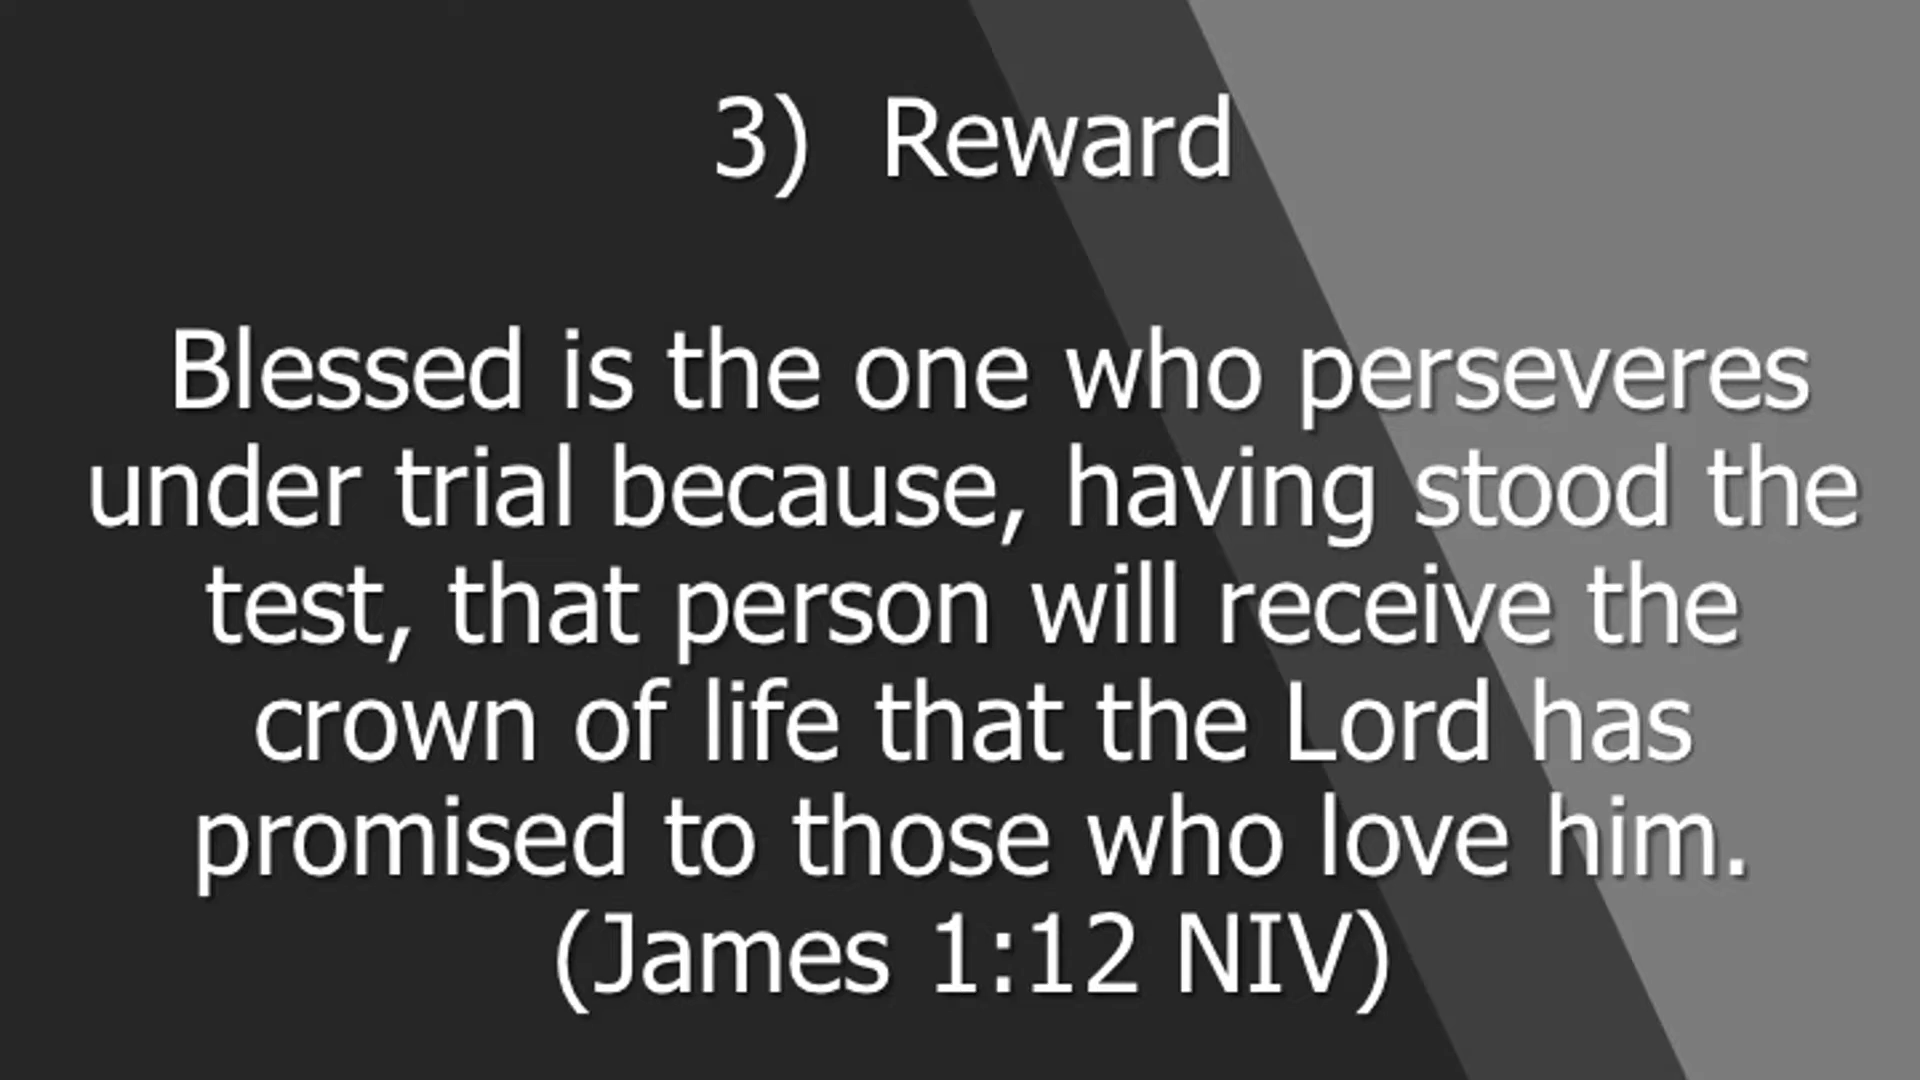 3) Reward
Blessed is the one who perseveres
under trial because, having stood the
test, that person will receive the
crown of life that the Lord has
promised to those who love him.
(James 1:12 NIV)